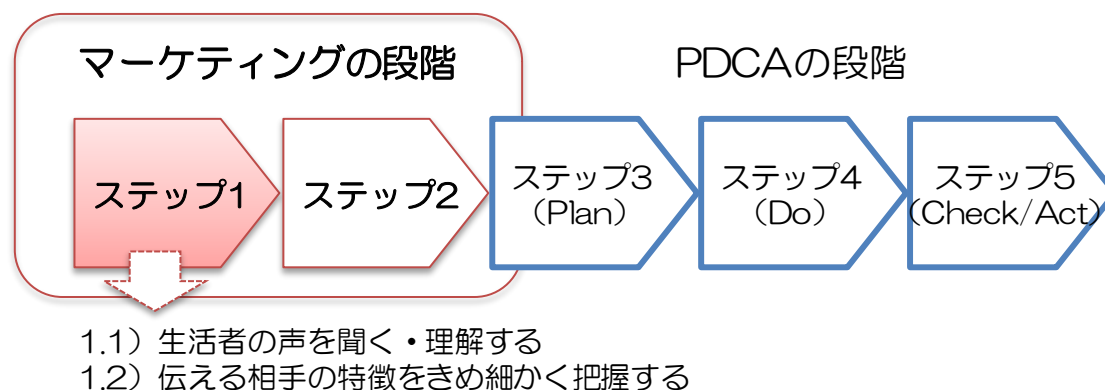 マーケティングの段階
PDCAの段階
ステップ1
ステップ2
ステップ3
（Plan）
ステップ4
（Do）
ステップ5
（Check/Act）
1.1）生活者の声を聞く・理解する
1.2）伝える相手の特徴をきめ細かく把握する